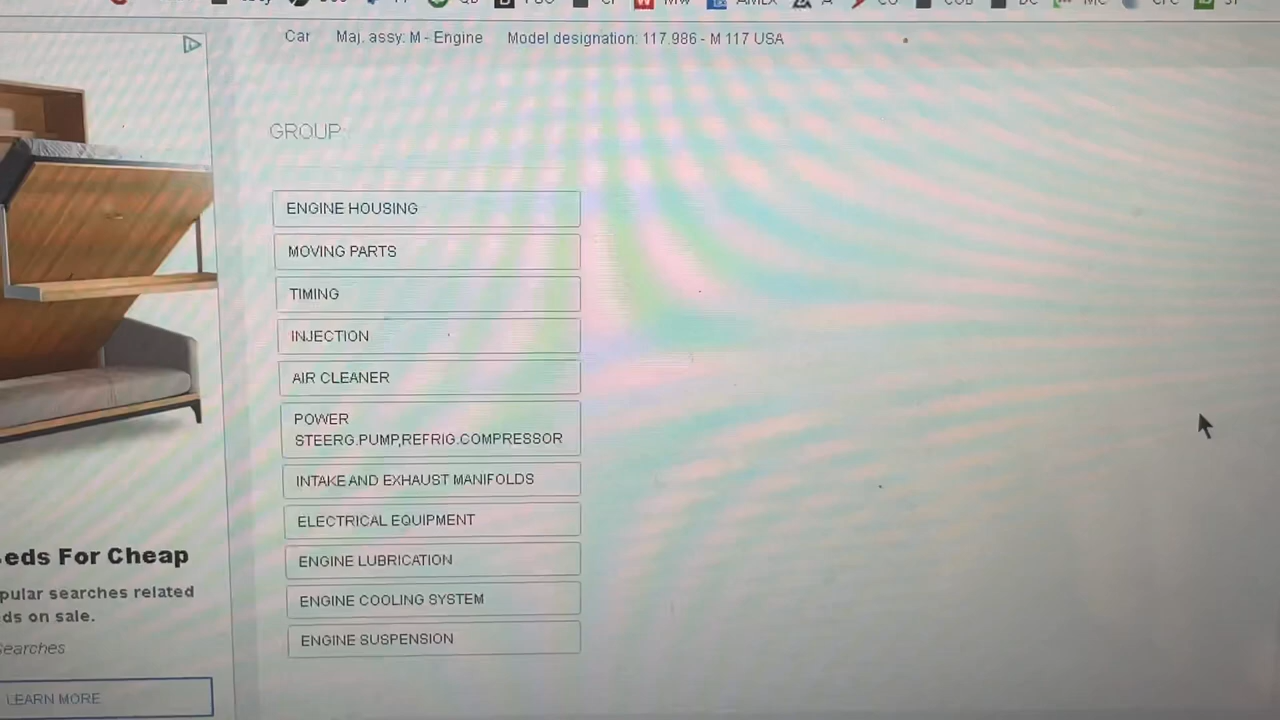 Car Maj. assy: M - Engine Model designation: 117.986 - M 117 USA
GROUP:
ENGINE HOUSING
MOVING PARTS
TIMING
INJECTION
AIR CLEANER
POWER
STEERG.PUMP,REFRIG.COMPRESSOR
INTAKE AND EXHAUST MANIFOLDS
ELECTRICAL EQUIPMENT
ENGINE LUBRICATION
ENGINE COOLING SYSTEM
ENGINE SUSPENSION
eds For Cheap
pular searches related
ds on sale.
Searches
LEARN MORE